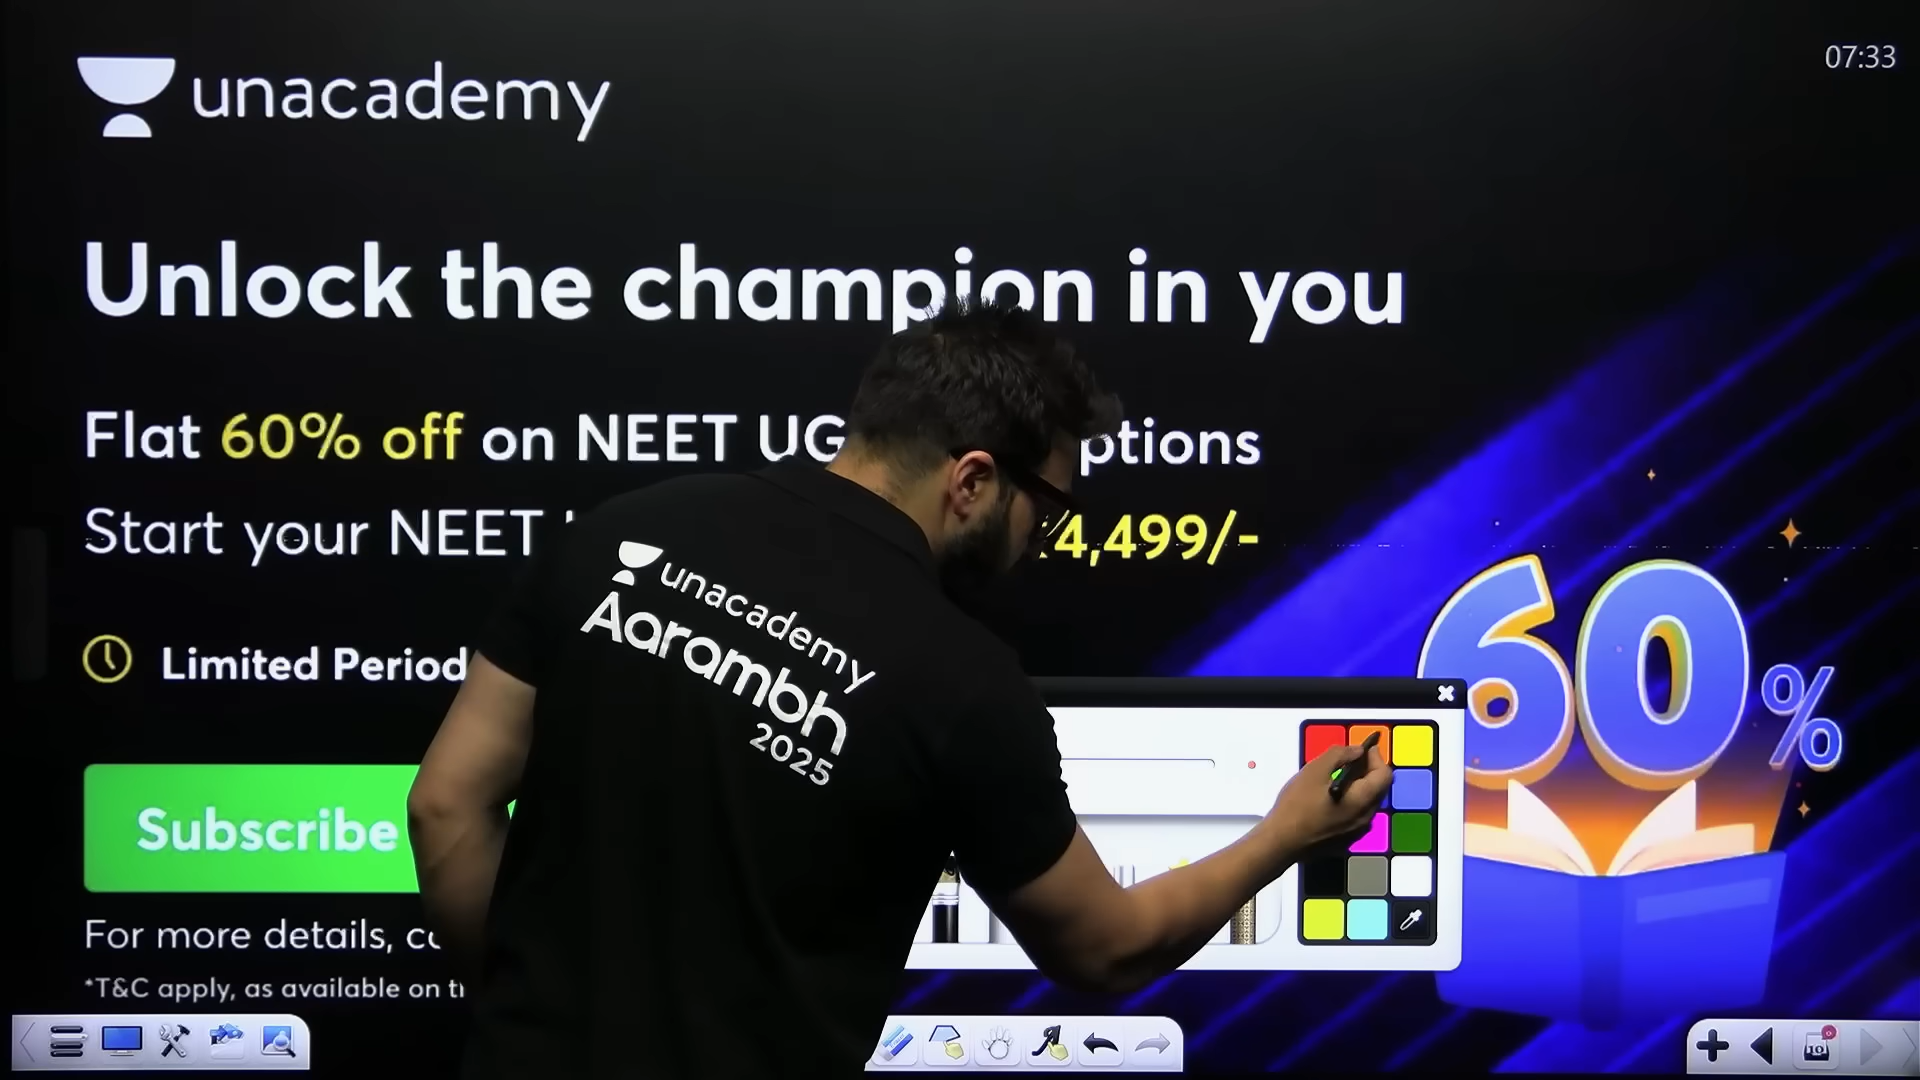 unacademy
07:33
Unlock the champion in you
Flat 60% off on NEET UG
Start your NEET 4,499/-
unacademy
Aarambh
2025
Limited Period
60%
Subscribe
For more details,
*T&C apply, as available on
10